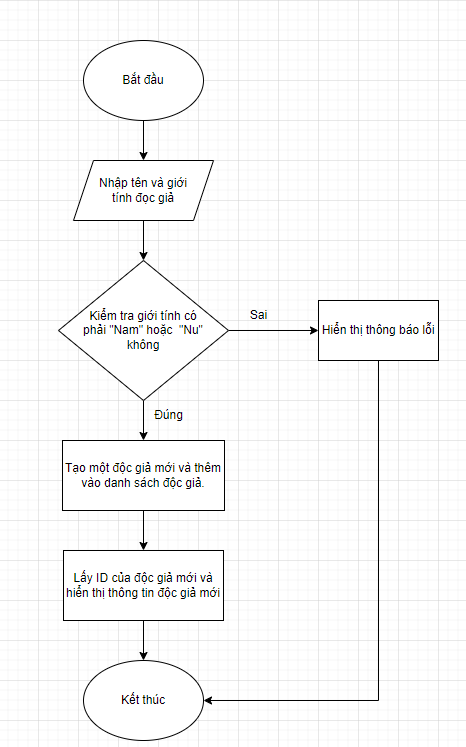 Bắt đầu
Nhập tên và giới
tính đọc giả
Kiểm tra giới tính có
phải "Nam" hoặc "Nu"
không
Sai
Hiển thị thông báo lỗi
Đúng
Tạo một độc giả mới và thêm
vào danh sách độc giả.
Lấy ID của độc giả mới và
hiển thị thông tin độc giả mới
Kết thúc